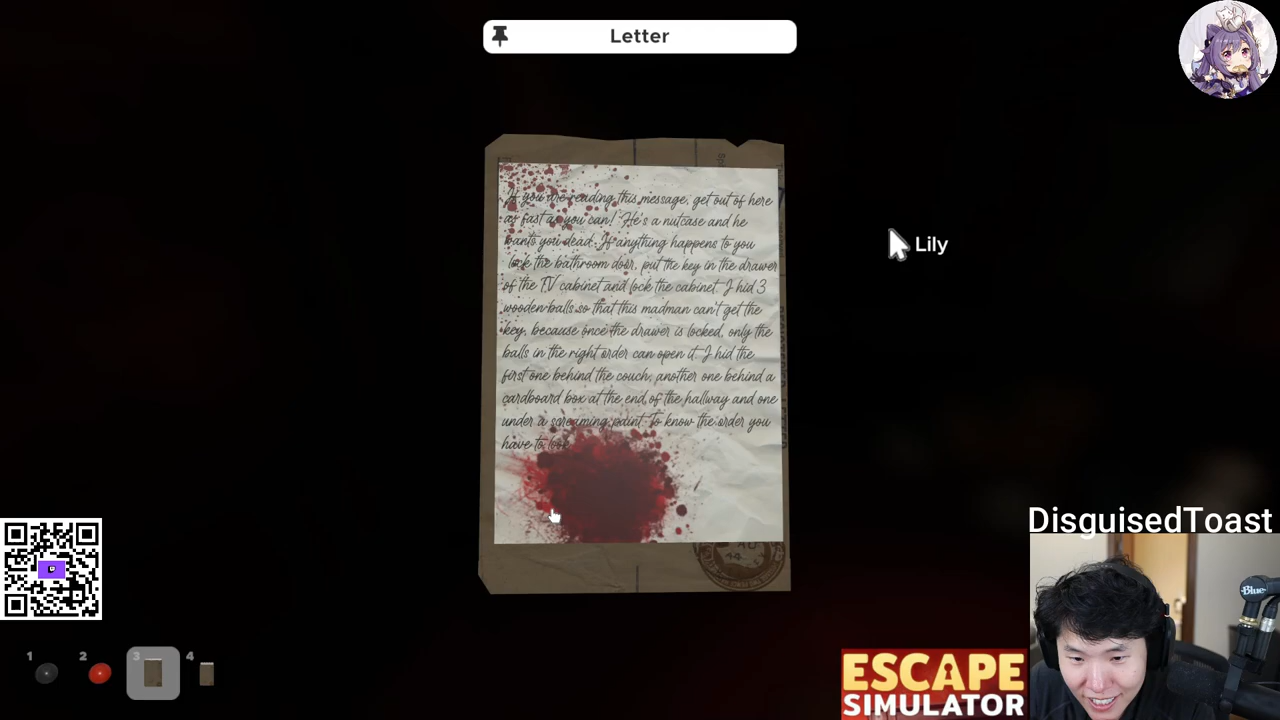 Letter
If you are reading this message, get out of here
as fast as you can! He's a nutcase and he
wants you dead. If anything happens to you
lock the bathroom door, put the key in the drawer
of the TV cabinet and lock the cabinet. I hid 3
wooden balls so that this madman can't get the
key, because once the drawer is locked, only the
balls in the right order can open it. I hid the
first one behind the couch, another one behind a
cardboard box at the end of the hallway and one
under a screaming paint. To know the order you
have to look
Lily
DisguisedToast
Blue
1 2 3 4
ESCAPE
SIMULATOR